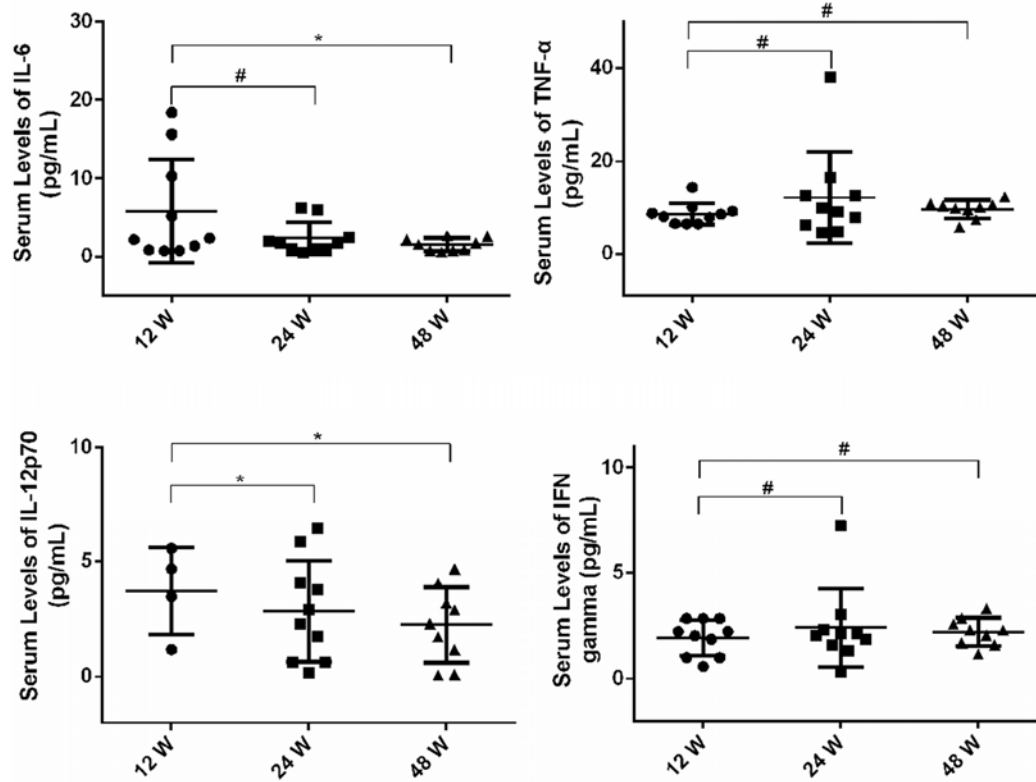 Serum Levels of IL-6
(pg/mL)
30
20
10
0
*
#
12 W
24 W
48 W
Serum Levels of TNF-α
(pg/mL)
40
20
0
#
#
12 W
24 W
48 W
Serum Levels of IL-12p70
(pg/mL)
10
5
0
*
*
12 W
24 W
48 W
Serum Levels of IFN
gamma (pg/mL)
10
5
0
#
#
12 W
24 W
48 W